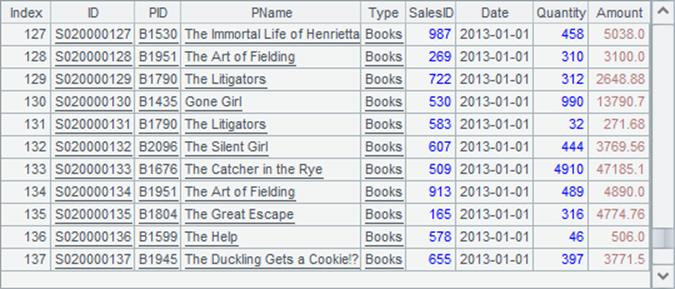 Index ID PID PName Type SalesID Date Quantity Amount
127 S020000127 B1530 The Immortal Life of Henrietta Books 987 2013-01-01 458 5038.0
128 S020000128 B1951 The Art of Fielding Books 269 2013-01-01 310 3100.0
129 S020000129 B1790 The Litigators Books 722 2013-01-01 312 2648.88
130 S020000130 B1435 Gone Girl Books 530 2013-01-01 990 13790.7
131 S020000131 B1790 The Litigators Books 583 2013-01-01 32 271.68
132 S020000132 B2096 The Silent Girl Books 607 2013-01-01 444 3769.56
133 S020000133 B1676 The Catcher in the Rye Books 509 2013-01-01 4910 47185.1
134 S020000134 B1951 The Art of Fielding Books 913 2013-01-01 489 4890.0
135 S020000135 B1804 The Great Escape Books 165 2013-01-01 316 4774.76
136 S020000136 B1599 The Help Books 578 2013-01-01 46 506.0
137 S020000137 B1945 The Duckling Gets a Cookie!? Books 655 2013-01-01 397 3771.5